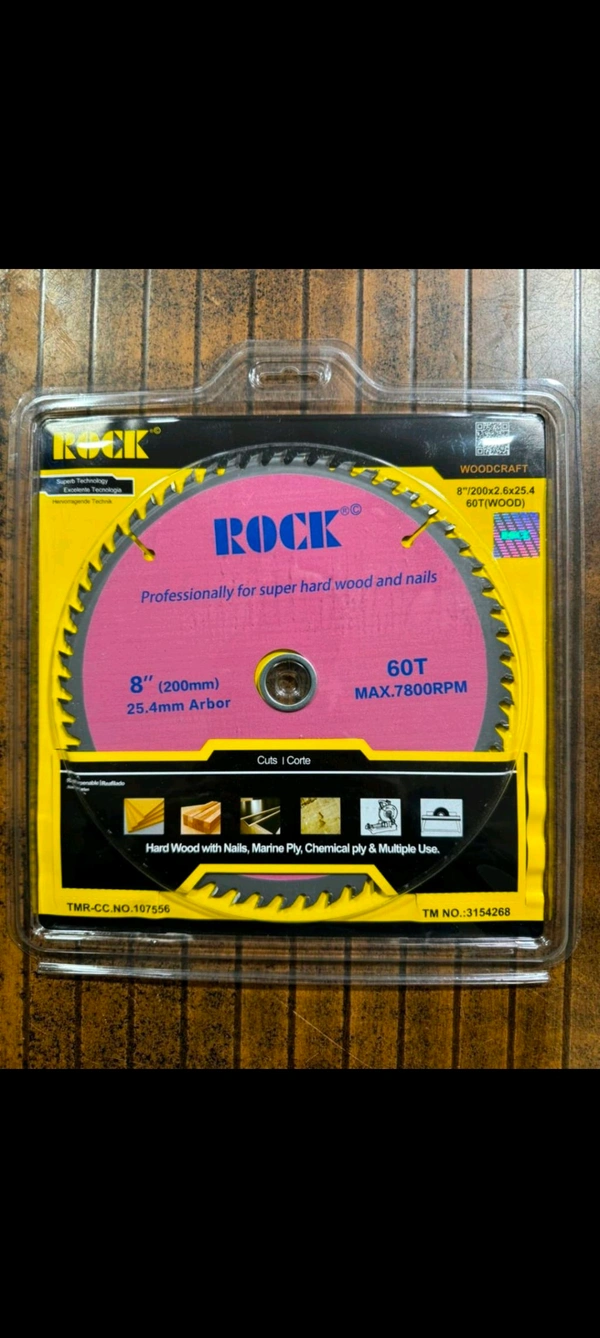 ROCK©
Superb Technology
Excelente Tecnologia
Hervorragende Technik
WOODCRAFT
8"/200x2.6x25.4
60T(WOOD)
ROCK®©
Professionally for super hard wood and nails
8" (200mm)
25.4mm Arbor
60T
MAX.7800RPM
Cuts | Corte
Hard Wood with Nails, Marine Ply, Chemical ply & Multiple Use.
TMR-CC.NO.107556
TM NO.:3154268